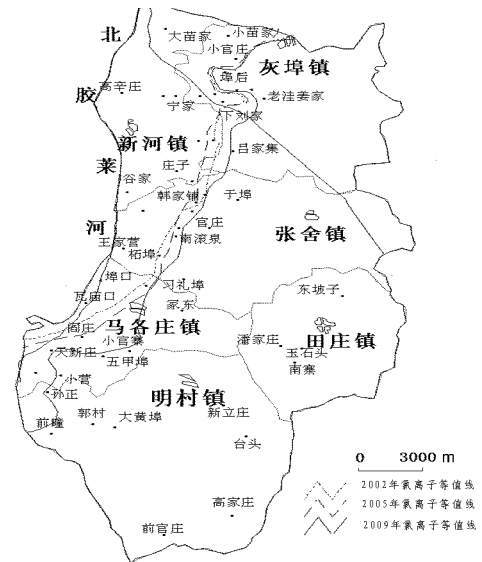 北
胶
莱
河
大苗家
小苗家
小官庄
灰埠镇
埠后
高辛庄
老洼姜家
宁家
卞刘家
新河镇
吕家集
庄子
谷家
韩家铺
于埠
官庄
张舍镇
南滚泉
王家营
柘埠
埠口
习礼埠
东坡子
瓦庙口
冢东
马各庄镇
阎庄
小官寨
潘家庄
田庄镇
天新庄
五甲埠
玉石头
南寨
小营
明村镇
孙正
郭村
大黄埠
新立庄
前疃
台头
高家庄
前官庄
0 3000 m
2002年氯离子等值线
2005年氯离子等值线
2009年氯离子等值线